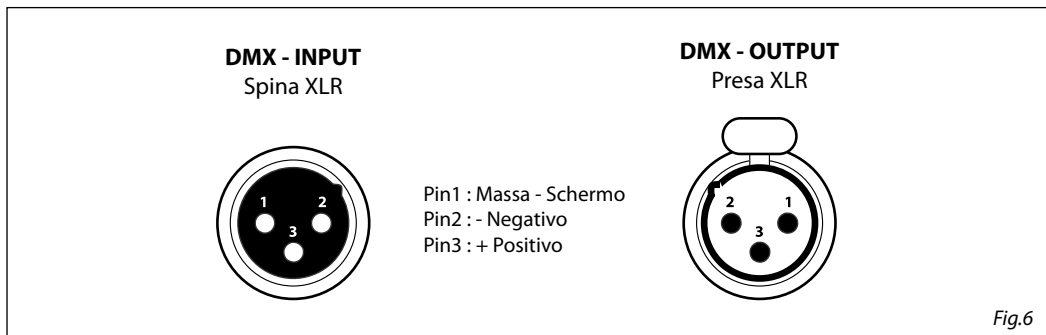 DMX - INPUT
Spina XLR
1
2
3
Pin1 : Massa - Schermo
Pin2 : - Negativo
Pin3 : + Positivo
DMX - OUTPUT
Presa XLR
2
1
3
Fig.6